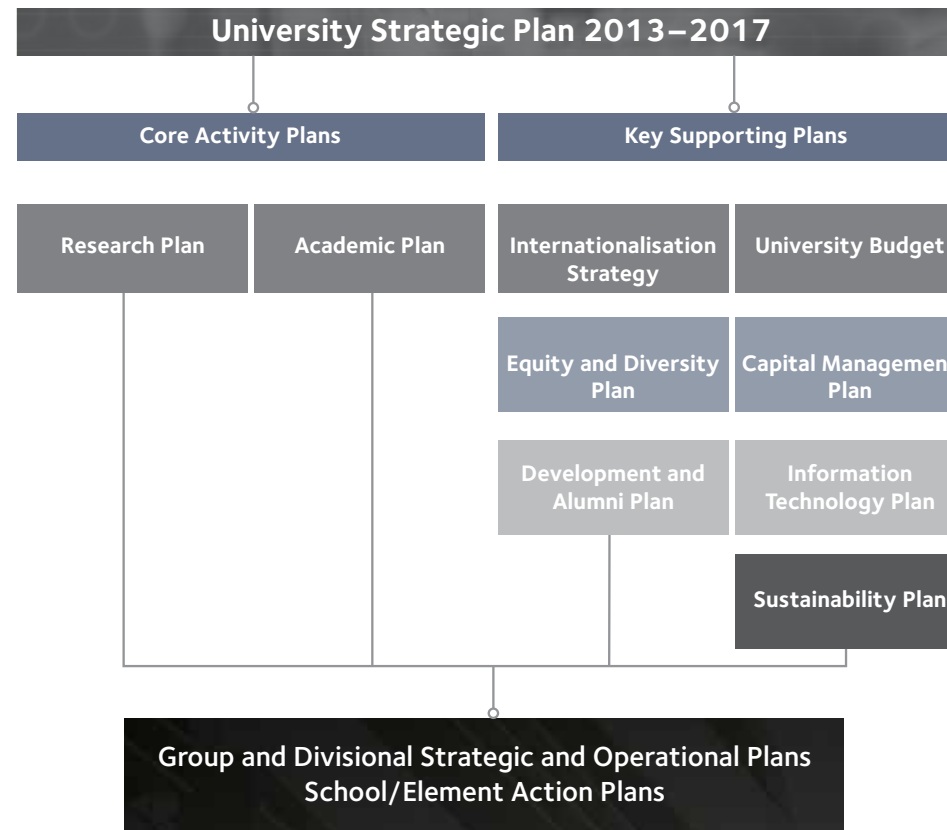 University Strategic Plan 2013–2017
Core Activity Plans
Key Supporting Plans
Research Plan
Academic Plan
Internationalisation
Strategy
University Budget
Equity and Diversity
Plan
Capital Managemen
Plan
Development and
Alumni Plan
Information
Technology Plan
Sustainability Plan
Group and Divisional Strategic and Operational Plans
School/Element Action Plans